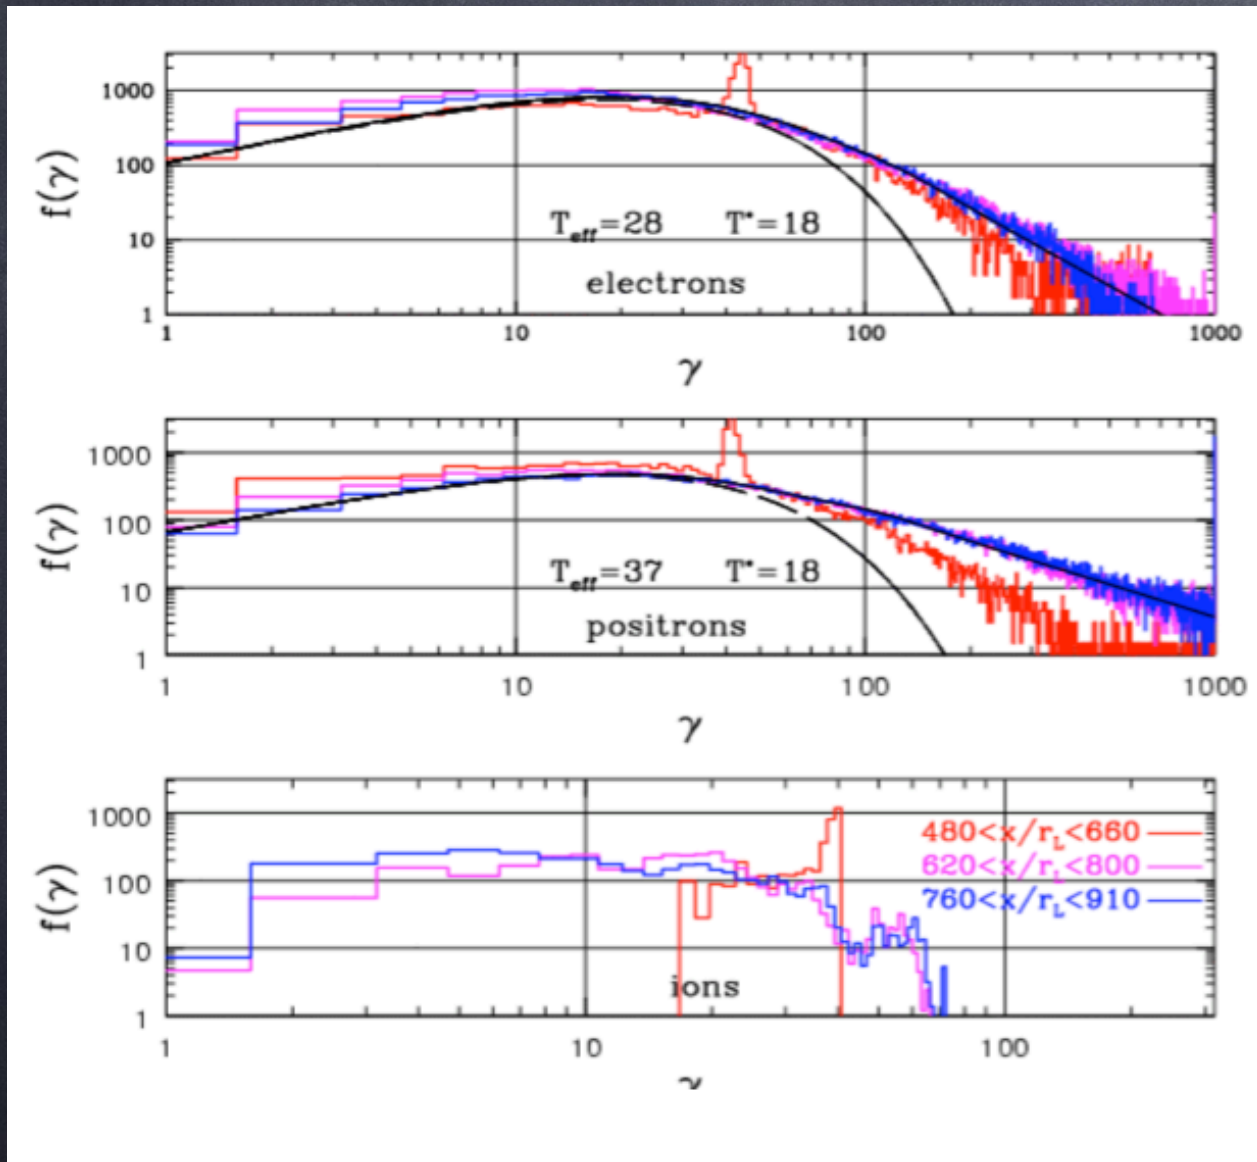 1000
100
10
1
f(γ)
T_eff=28 T*=18
electrons
1 10 100 1000
γ
1000
100
10
1
f(γ)
T_eff=37 T*=18
positrons
1 10 100 1000
γ
1000
100
10
1
f(γ)
480<x/r_L<660
620<x/r_L<800
760<x/r_L<910
ions
1 10 100
γ